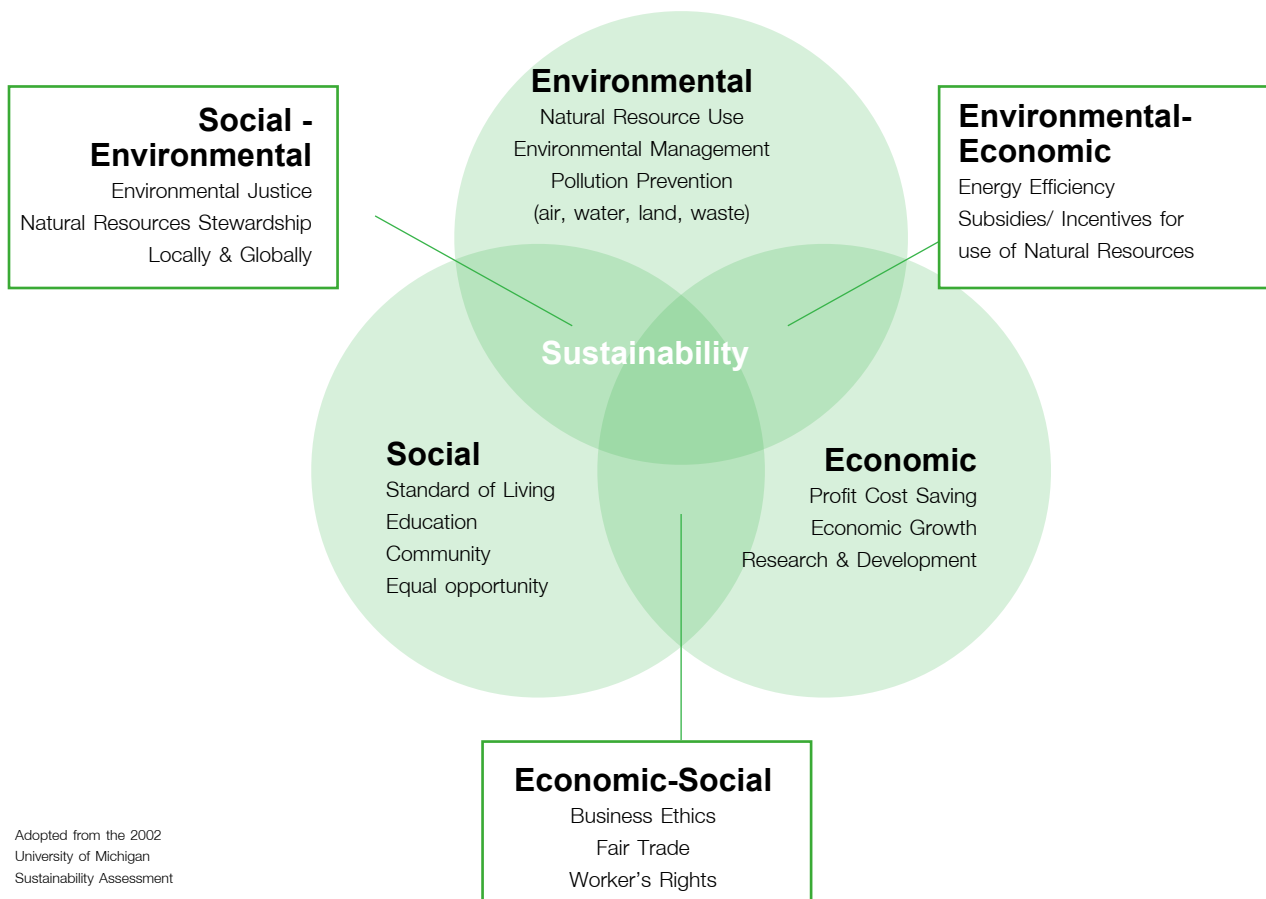 Environmental
Natural Resource Use
Environmental Management
Pollution Prevention
(air, water, land, waste)
Social -
Environmental
Environmental Justice
Natural Resources Stewardship
Locally & Globally
Environmental-
Economic
Energy Efficiency
Subsidies/ Incentives for
use of Natural Resources
Sustainability
Social
Standard of Living
Education
Community
Equal opportunity
Economic
Profit Cost Saving
Economic Growth
Research & Development
Economic-Social
Business Ethics
Fair Trade
Worker's Rights
Adopted from the 2002
University of Michigan
Sustainability Assessment